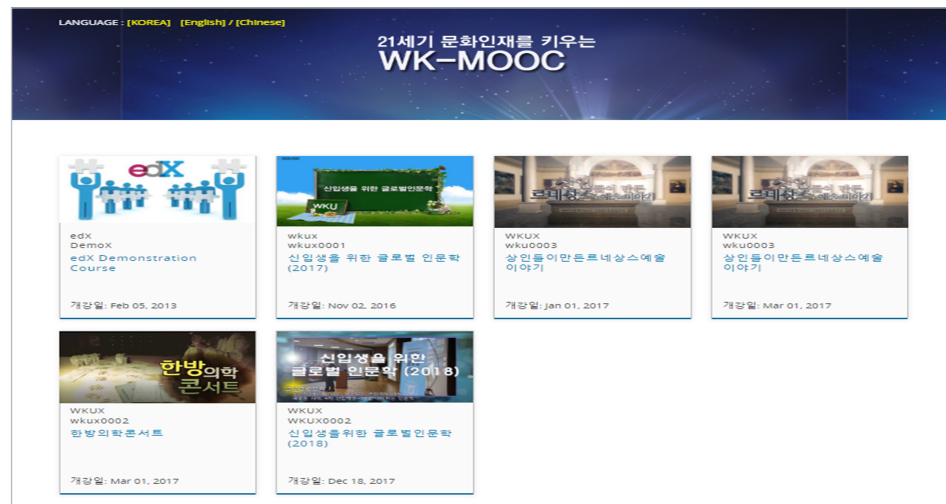 LANGUAGE : [KOREA] [English] / [Chinese]
21세기 문화인재를 키우는
WK-MOOC
edX
edX
DemoX
edX Demonstration
Course
개강일: Feb 05, 2013
신입생을 위한 글로벌인문학
WKU
wkux
wkux0001
신입생을 위한 글로벌 인문학
(2017)
개강일: Nov 02, 2016
WKUX
wku0003
상인들이만든르네상스예술
이야기
개강일: Jan 01, 2017
WKUX
wku0003
상인들이만든르네상스예술
이야기
개강일: Mar 01, 2017
한방의학
콘서트
WKUX
wkux0002
한방의학콘서트
개강일: Mar 01, 2017
신입생을 위한
글로벌 인문학 (2018)
WKUX
WKUX0002
신입생을위한 글로벌인문학
(2018)
개강일: Dec 18, 2017